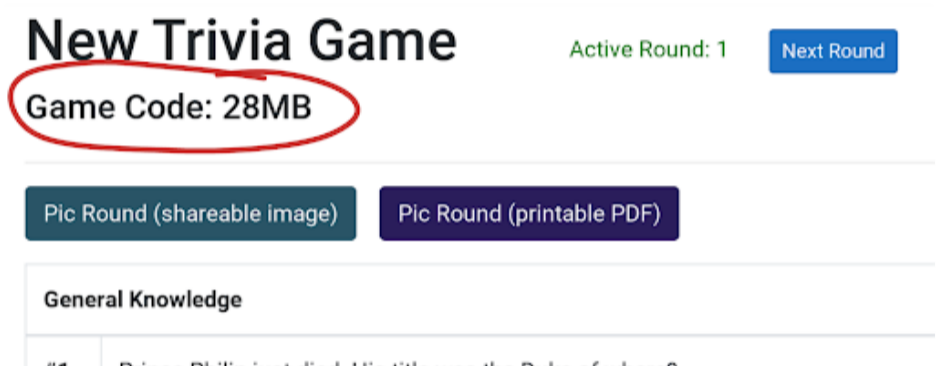 New Trivia Game
Active Round: 1
Next Round
Game Code: 28MB
Pic Round (shareable image)
Pic Round (printable PDF)
General Knowledge